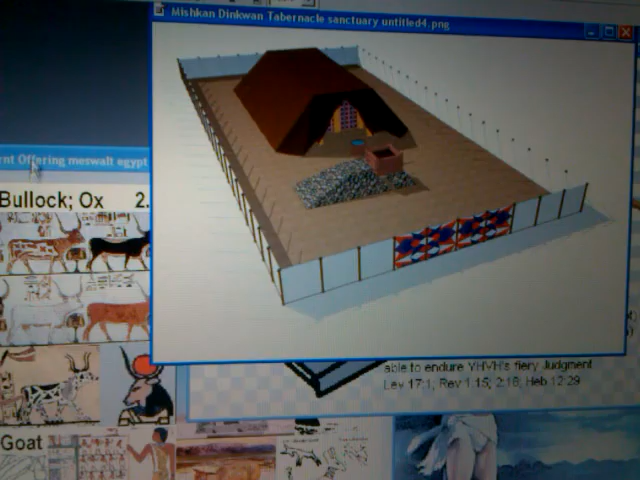 Mishkan Dinkwan Tabernacle sanctuary untitled4.png
rnt Offering meswalt egypt
Bullock; Ox 2.
able to endure YHVH's fiery Judgment
Lev 17:1, Rev 1:15; 2:18; Heb 12:29
Goat